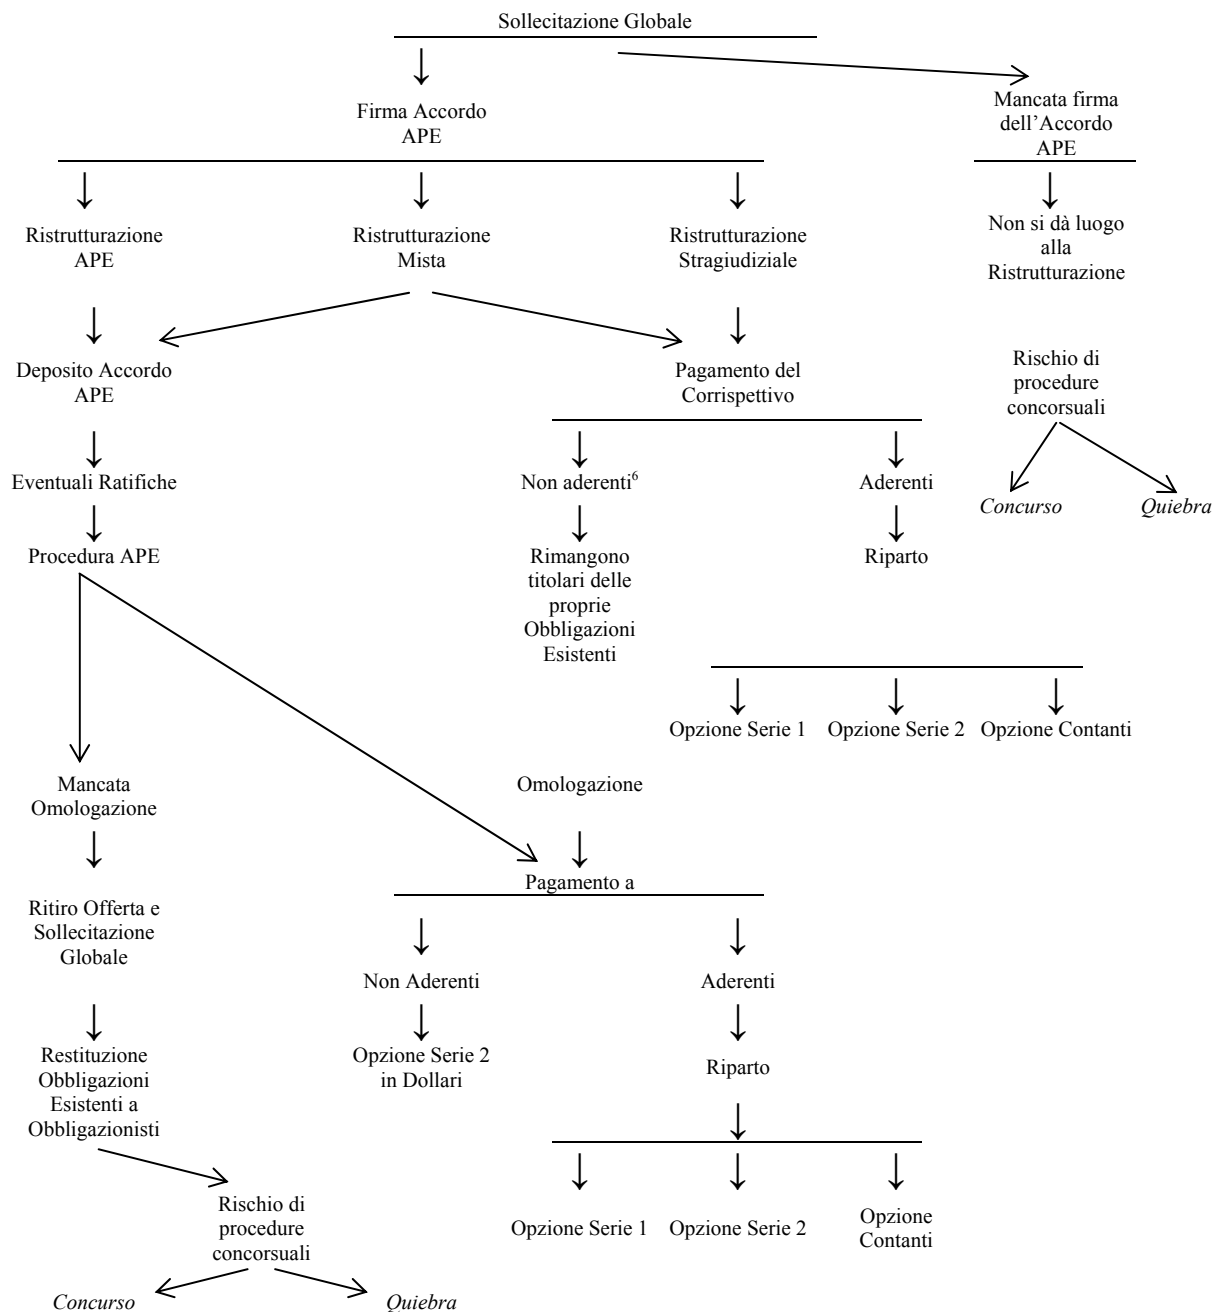 Sollecitazione Globale
Firma Accordo
APE
Mancata firma
dell'Accordo
APE
Ristrutturazione
APE
Ristrutturazione
Mista
Ristrutturazione
Stragiudiziale
Non si dà luogo
alla
Ristrutturazione
Deposito Accordo
APE
Pagamento del
Corrispettivo
Rischio di
procedure
concorsuali
Eventuali Ratifiche
Non aderenti⁶
Aderenti
Concurso
Quiebra
Procedura APE
Rimangono
titolari delle
proprie
Obbligazioni
Esistenti
Riparto
Opzione Serie 1
Opzione Serie 2
Opzione Contanti
Mancata
Omologazione
Omologazione
Pagamento a
Ritiro Offerta e
Sollecitazione
Globale
Non Aderenti
Aderenti
Restituzione
Obbligazioni
Esistenti a
Obbligazionisti
Opzione Serie 2
in Dollari
Riparto
Rischio di
procedure
concorsuali
Opzione Serie 1
Opzione Serie 2
Opzione
Contanti
Concurso
Quiebra